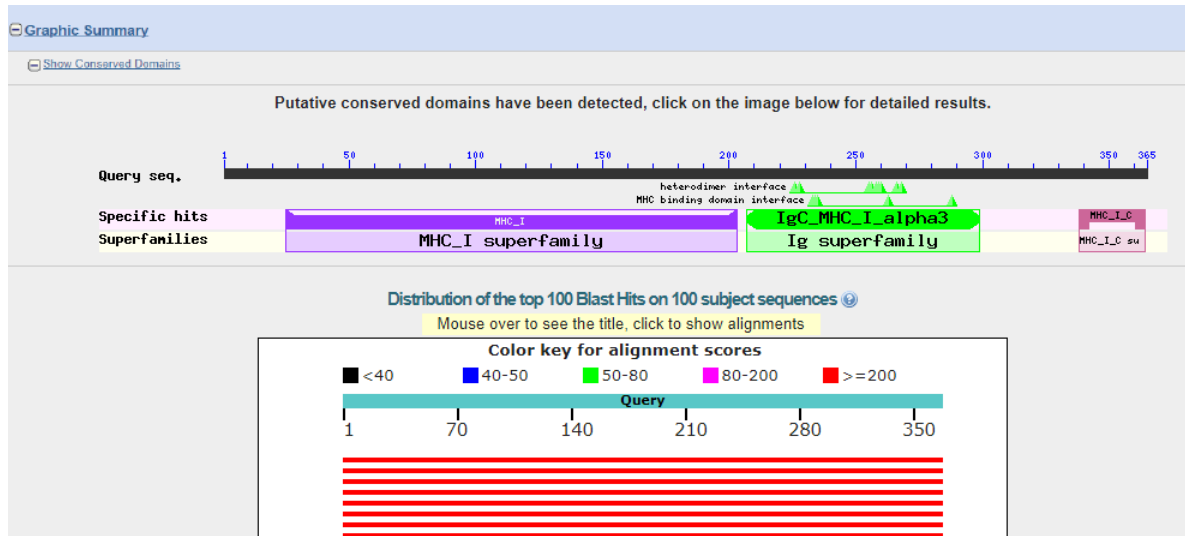 Graphic Summary
Show Conserved Domains
Putative conserved domains have been detected, click on the image below for detailed results.
1 50 100 150 200 250 300 350 365
Query seq.
heterodimer interface
MHC binding domain interface
Specific hits MHC_I IgC_MHC_I_alpha3 MHC_I_C
Superfamilies MHC_I superfamily Ig superfamily MHC_I_C su
Distribution of the top 100 Blast Hits on 100 subject sequences ?
Mouse over to see the title, click to show alignments
Color key for alignment scores
<40 40-50 50-80 80-200 >=200
Query
1 70 140 210 280 350